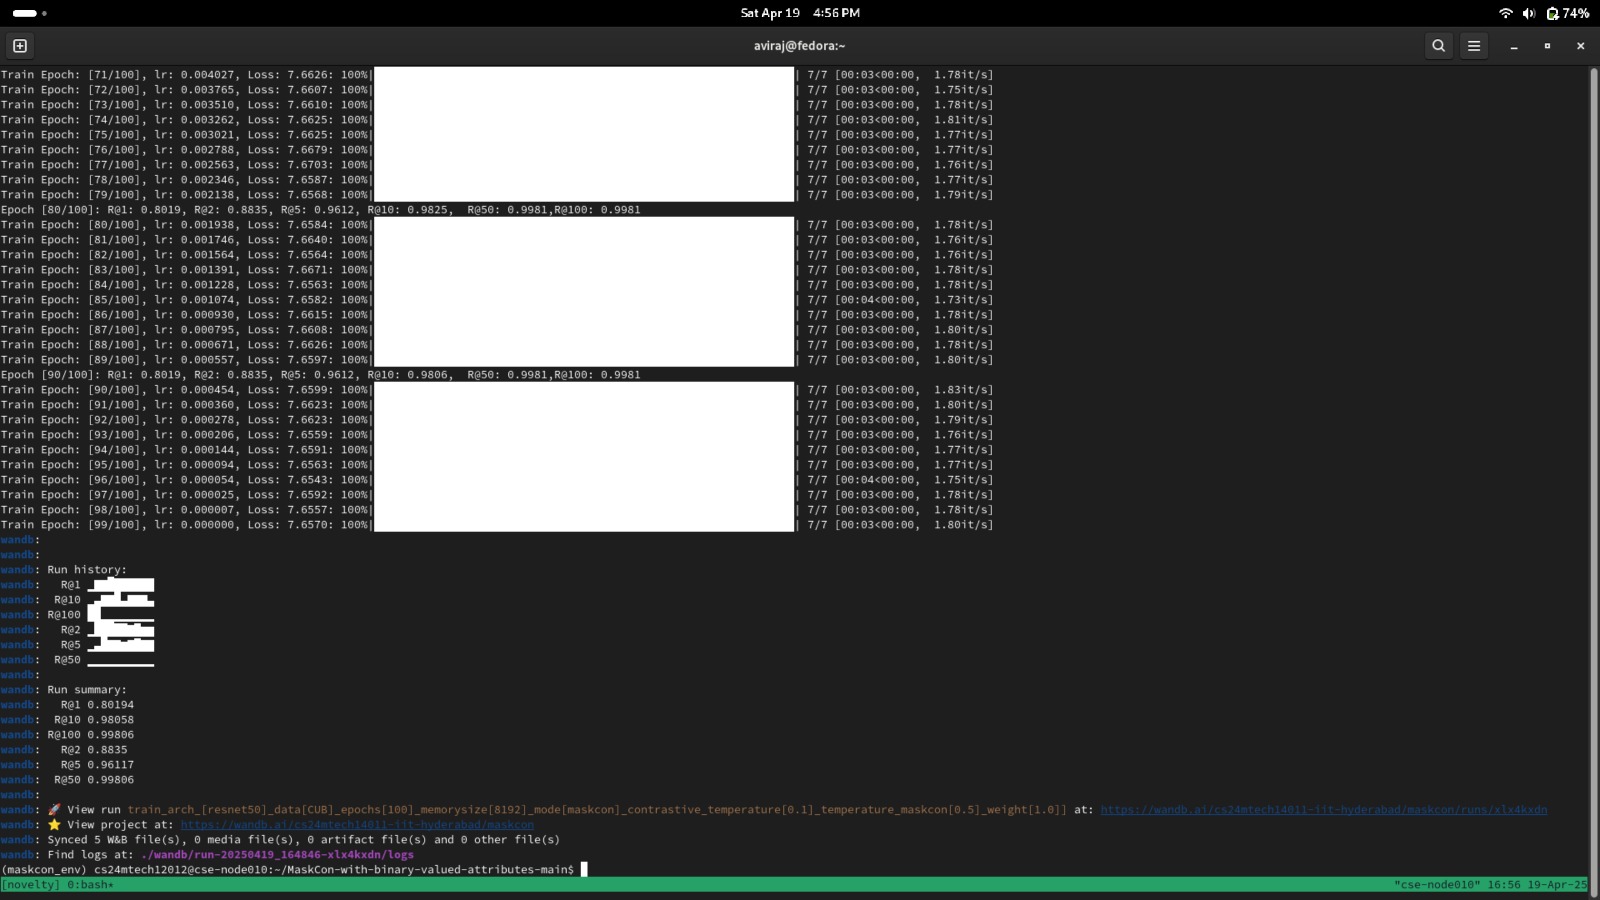 Sat Apr 19 4:56 PM
74%
aviraj@fedora:~
Train Epoch: [71/100], lr: 0.004027, Loss: 7.6626: 100%| | 7/7 [00:03<00:00, 1.78it/s]
Train Epoch: [72/100], lr: 0.003765, Loss: 7.6607: 100%| | 7/7 [00:03<00:00, 1.75it/s]
Train Epoch: [73/100], lr: 0.003510, Loss: 7.6610: 100%| | 7/7 [00:03<00:00, 1.78it/s]
Train Epoch: [74/100], lr: 0.003262, Loss: 7.6625: 100%| | 7/7 [00:03<00:00, 1.81it/s]
Train Epoch: [75/100], lr: 0.003021, Loss: 7.6625: 100%| | 7/7 [00:03<00:00, 1.77it/s]
Train Epoch: [76/100], lr: 0.002788, Loss: 7.6679: 100%| | 7/7 [00:03<00:00, 1.77it/s]
Train Epoch: [77/100], lr: 0.002563, Loss: 7.6703: 100%| | 7/7 [00:03<00:00, 1.76it/s]
Train Epoch: [78/100], lr: 0.002346, Loss: 7.6587: 100%| | 7/7 [00:03<00:00, 1.77it/s]
Train Epoch: [79/100], lr: 0.002138, Loss: 7.6568: 100%| | 7/7 [00:03<00:00, 1.79it/s]
Epoch [80/100]: R@1: 0.8019, R@2: 0.8835, R@5: 0.9612, R@10: 0.9825, R@50: 0.9981,R@100: 0.9981
Train Epoch: [80/100], lr: 0.001938, Loss: 7.6584: 100%| | 7/7 [00:03<00:00, 1.78it/s]
Train Epoch: [81/100], lr: 0.001746, Loss: 7.6640: 100%| | 7/7 [00:03<00:00, 1.76it/s]
Train Epoch: [82/100], lr: 0.001564, Loss: 7.6564: 100%| | 7/7 [00:03<00:00, 1.76it/s]
Train Epoch: [83/100], lr: 0.001391, Loss: 7.6671: 100%| | 7/7 [00:03<00:00, 1.78it/s]
Train Epoch: [84/100], lr: 0.001228, Loss: 7.6563: 100%| | 7/7 [00:03<00:00, 1.78it/s]
Train Epoch: [85/100], lr: 0.001074, Loss: 7.6582: 100%| | 7/7 [00:04<00:00, 1.73it/s]
Train Epoch: [86/100], lr: 0.000930, Loss: 7.6615: 100%| | 7/7 [00:03<00:00, 1.78it/s]
Train Epoch: [87/100], lr: 0.000795, Loss: 7.6608: 100%| | 7/7 [00:03<00:00, 1.80it/s]
Train Epoch: [88/100], lr: 0.000671, Loss: 7.6626: 100%| | 7/7 [00:03<00:00, 1.78it/s]
Train Epoch: [89/100], lr: 0.000557, Loss: 7.6597: 100%| | 7/7 [00:03<00:00, 1.80it/s]
Epoch [90/100]: R@1: 0.8019, R@2: 0.8835, R@5: 0.9612, R@10: 0.9806, R@50: 0.9981,R@100: 0.9981
Train Epoch: [90/100], lr: 0.000454, Loss: 7.6599: 100%| | 7/7 [00:03<00:00, 1.83it/s]
Train Epoch: [91/100], lr: 0.000360, Loss: 7.6623: 100%| | 7/7 [00:03<00:00, 1.80it/s]
Train Epoch: [92/100], lr: 0.000278, Loss: 7.6623: 100%| | 7/7 [00:03<00:00, 1.79it/s]
Train Epoch: [93/100], lr: 0.000206, Loss: 7.6559: 100%| | 7/7 [00:03<00:00, 1.76it/s]
Train Epoch: [94/100], lr: 0.000144, Loss: 7.6591: 100%| | 7/7 [00:03<00:00, 1.77it/s]
Train Epoch: [95/100], lr: 0.000094, Loss: 7.6563: 100%| | 7/7 [00:03<00:00, 1.77it/s]
Train Epoch: [96/100], lr: 0.000054, Loss: 7.6543: 100%| | 7/7 [00:04<00:00, 1.75it/s]
Train Epoch: [97/100], lr: 0.000025, Loss: 7.6592: 100%| | 7/7 [00:03<00:00, 1.78it/s]
Train Epoch: [98/100], lr: 0.000007, Loss: 7.6557: 100%| | 7/7 [00:03<00:00, 1.78it/s]
Train Epoch: [99/100], lr: 0.000000, Loss: 7.6570: 100%| | 7/7 [00:03<00:00, 1.80it/s]
wandb:
wandb:
wandb: Run history:
wandb: R@1
wandb: R@10
wandb: R@100
wandb: R@2
wandb: R@5
wandb: R@50
wandb:
wandb: Run summary:
wandb: R@1 0.80194
wandb: R@10 0.98058
wandb: R@100 0.99806
wandb: R@2 0.8835
wandb: R@5 0.96117
wandb: R@50 0.99806
wandb:
wandb: 🚀 View run train_arch_[resnet50]_data[CUB]_epochs[100]_memorysize[8192]_mode[maskcon]_contrastive_temperature[0.1]_temperature_maskcon[0.5]_weight[1.0]] at: https://wandb.ai/cs24mtech14011-iit-hyderabad/maskcon/runs/xlx4kxdn
wandb: ⭐ View project at: https://wandb.ai/cs24mtech14011-iit-hyderabad/maskcon
wandb: Synced 5 W&B file(s), 0 media file(s), 0 artifact file(s) and 0 other file(s)
wandb: Find logs at: ./wandb/run-20250419_164846-xlx4kxdn/logs
(maskcon_env) cs24mtech12012@cse-node010:~/MaskCon-with-binary-valued-attributes-main$
[novelty] 0:bash* "cse-node010" 16:56 19-Apr-25